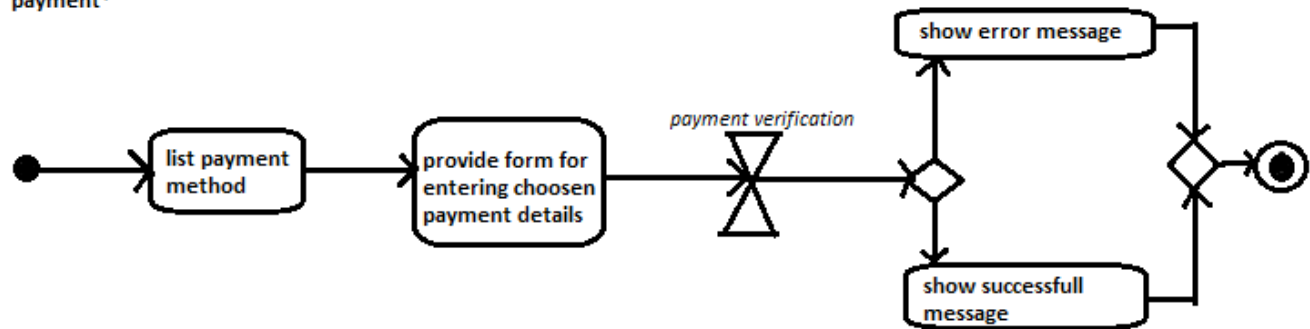 payment
show error message
payment verification
list payment
method
provide form for
entering choosen
payment details
show successfull
message